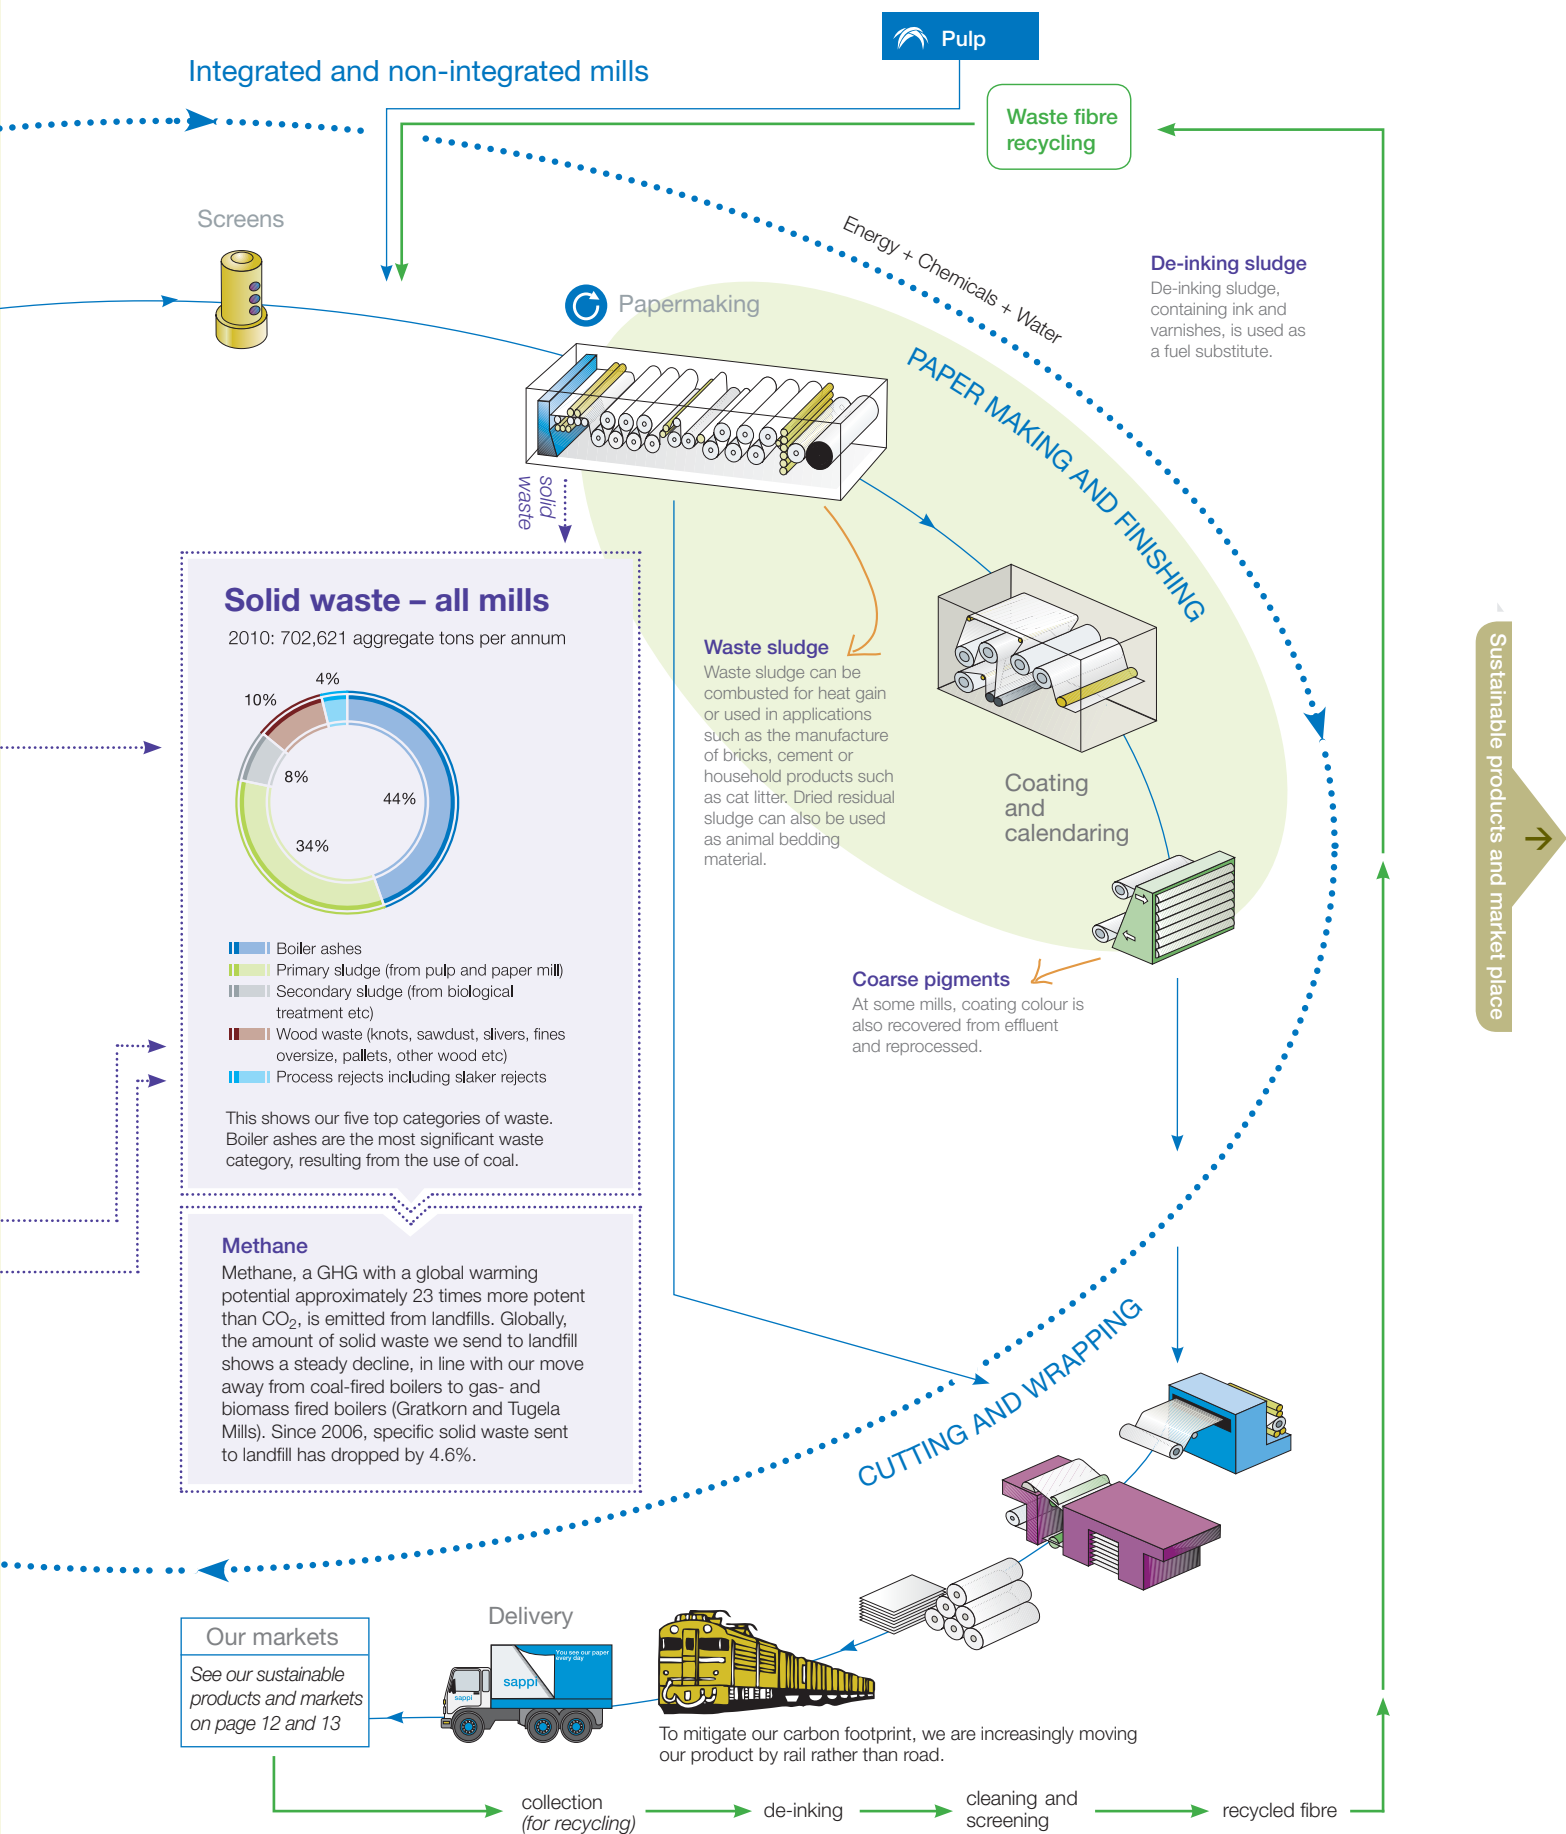 Pulp
Integrated and non-integrated mills
Waste fibre
recycling
Screens
Energy + Chemicals + Water
De-inking sludge
De-inking sludge,
containing ink and
varnishes, is used as
a fuel substitute.
Papermaking
PAPER MAKING AND FINISHING
solid
waste
Solid waste – all mills
2010: 702,621 aggregate tons per annum
4%
10%
8%
44%
34%
Boiler ashes
Primary sludge (from pulp and paper mill)
Secondary sludge (from biological
treatment etc)
Wood waste (knots, sawdust, slivers, fines
oversize, pallets, other wood etc)
Process rejects including slaker rejects
This shows our five top categories of waste.
Boiler ashes are the most significant waste
category, resulting from the use of coal.
Waste sludge
Waste sludge can be
combusted for heat gain
or used in applications
such as the manufacture
of bricks, cement or
household products such
as cat litter. Dried residual
sludge can also be used
as animal bedding
material.
Coating
and
calendaring
Coarse pigments
At some mills, coating colour is
also recovered from effluent
and reprocessed.
Sustainable products and market place
Methane
Methane, a GHG with a global warming
potential approximately 23 times more potent
than CO₂, is emitted from landfills. Globally,
the amount of solid waste we send to landfill
shows a steady decline, in line with our move
away from coal-fired boilers to gas- and
biomass fired boilers (Gratkorn and Tugela
Mills). Since 2006, specific solid waste sent
to landfill has dropped by 4.6%.
CUTTING AND WRAPPING
Delivery
You see our paper
every day
sappi
sappi
Our markets
See our sustainable
products and markets
on page 12 and 13
To mitigate our carbon footprint, we are increasingly moving
our product by rail rather than road.
collection
(for recycling)
de-inking
cleaning and
screening
recycled fibre